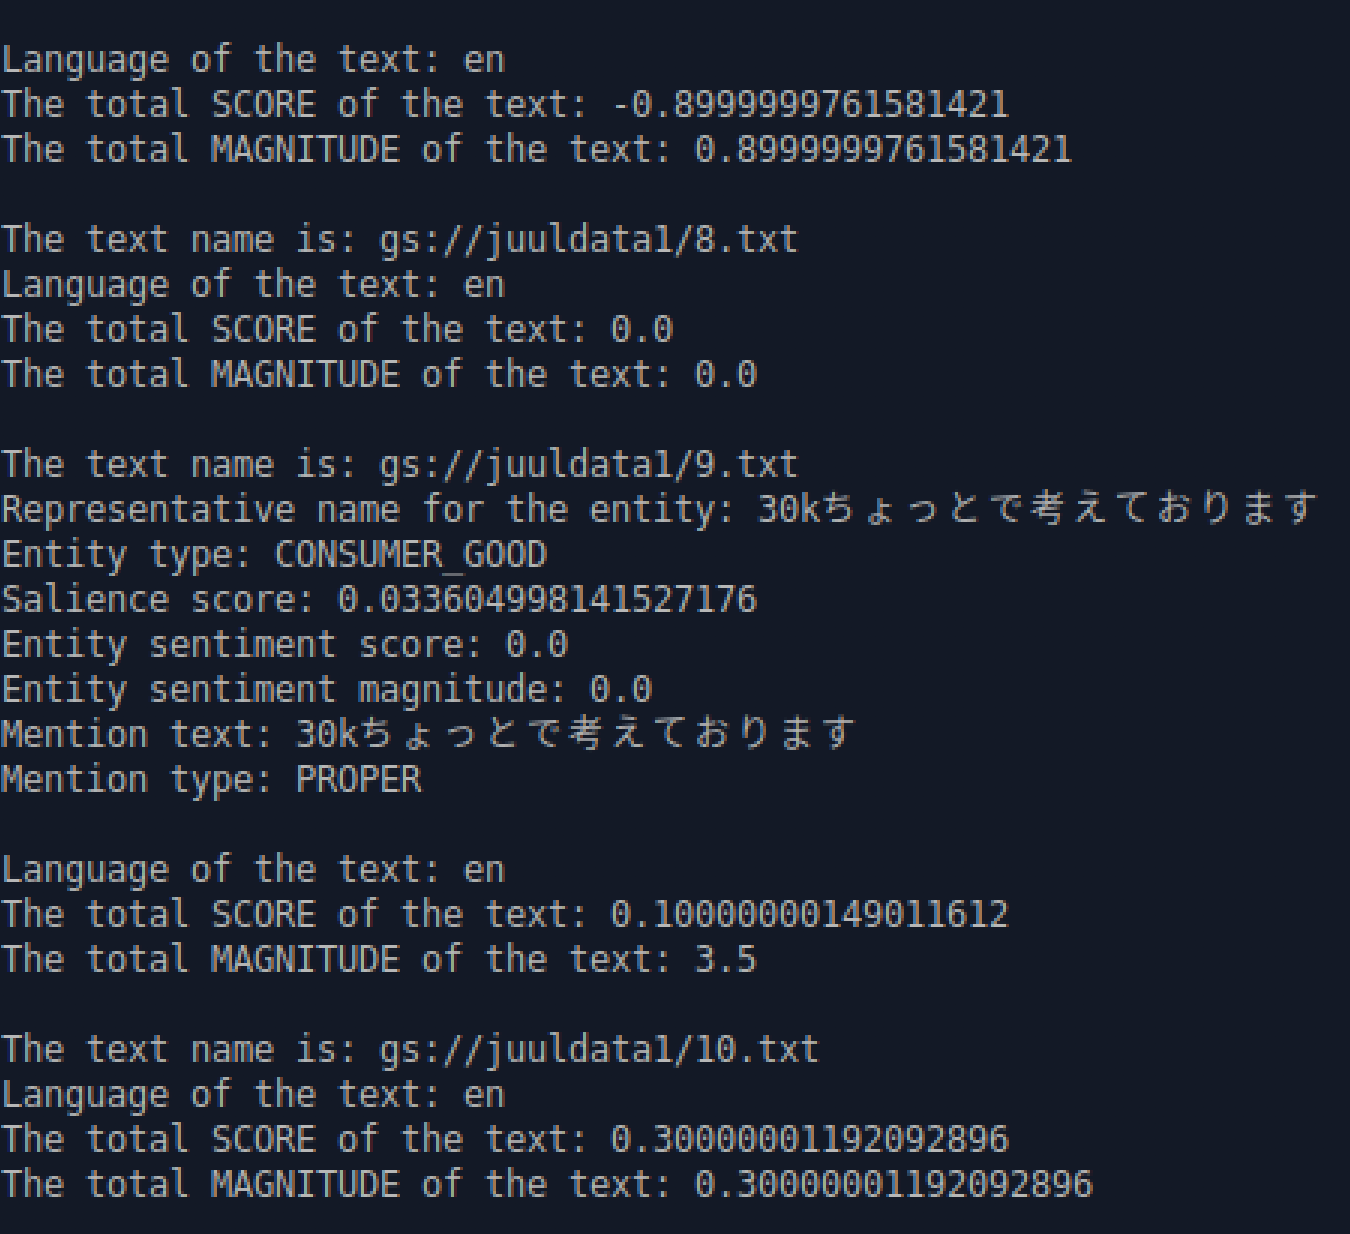 Language of the text: en
The total SCORE of the text: -0.8999999761581421
The total MAGNITUDE of the text: 0.8999999761581421
The text name is: gs://juuldata1/8.txt
Language of the text: en
The total SCORE of the text: 0.0
The total MAGNITUDE of the text: 0.0
The text name is: gs://juuldata1/9.txt
Representative name for the entity: 30kちょっとで考えております
Entity type: CONSUMER_GOOD
Salience score: 0.033604998141527176
Entity sentiment score: 0.0
Entity sentiment magnitude: 0.0
Mention text: 30kちょっとで考えております
Mention type: PROPER
Language of the text: en
The total SCORE of the text: 0.10000000149011612
The total MAGNITUDE of the text: 3.5
The text name is: gs://juuldata1/10.txt
Language of the text: en
The total SCORE of the text: 0.30000001192092896
The total MAGNITUDE of the text: 0.30000001192092896